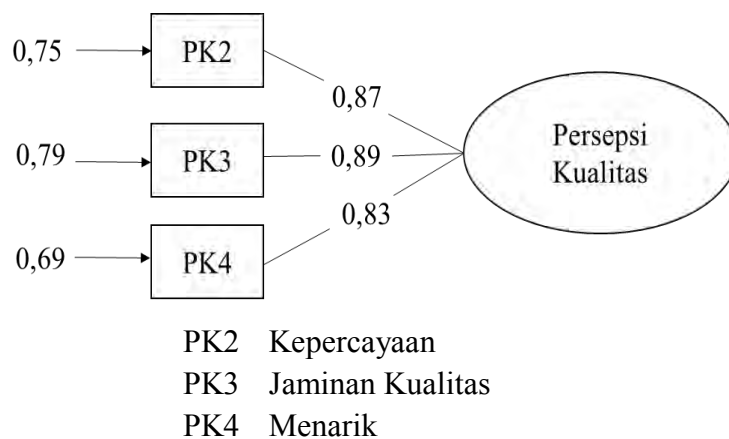 0,75
PK2
0,87
0,79
PK3
0,89
Persepsi
Kualitas
0,83
0,69
PK4
PK2 Kepercayaan
PK3 Jaminan Kualitas
PK4 Menarik